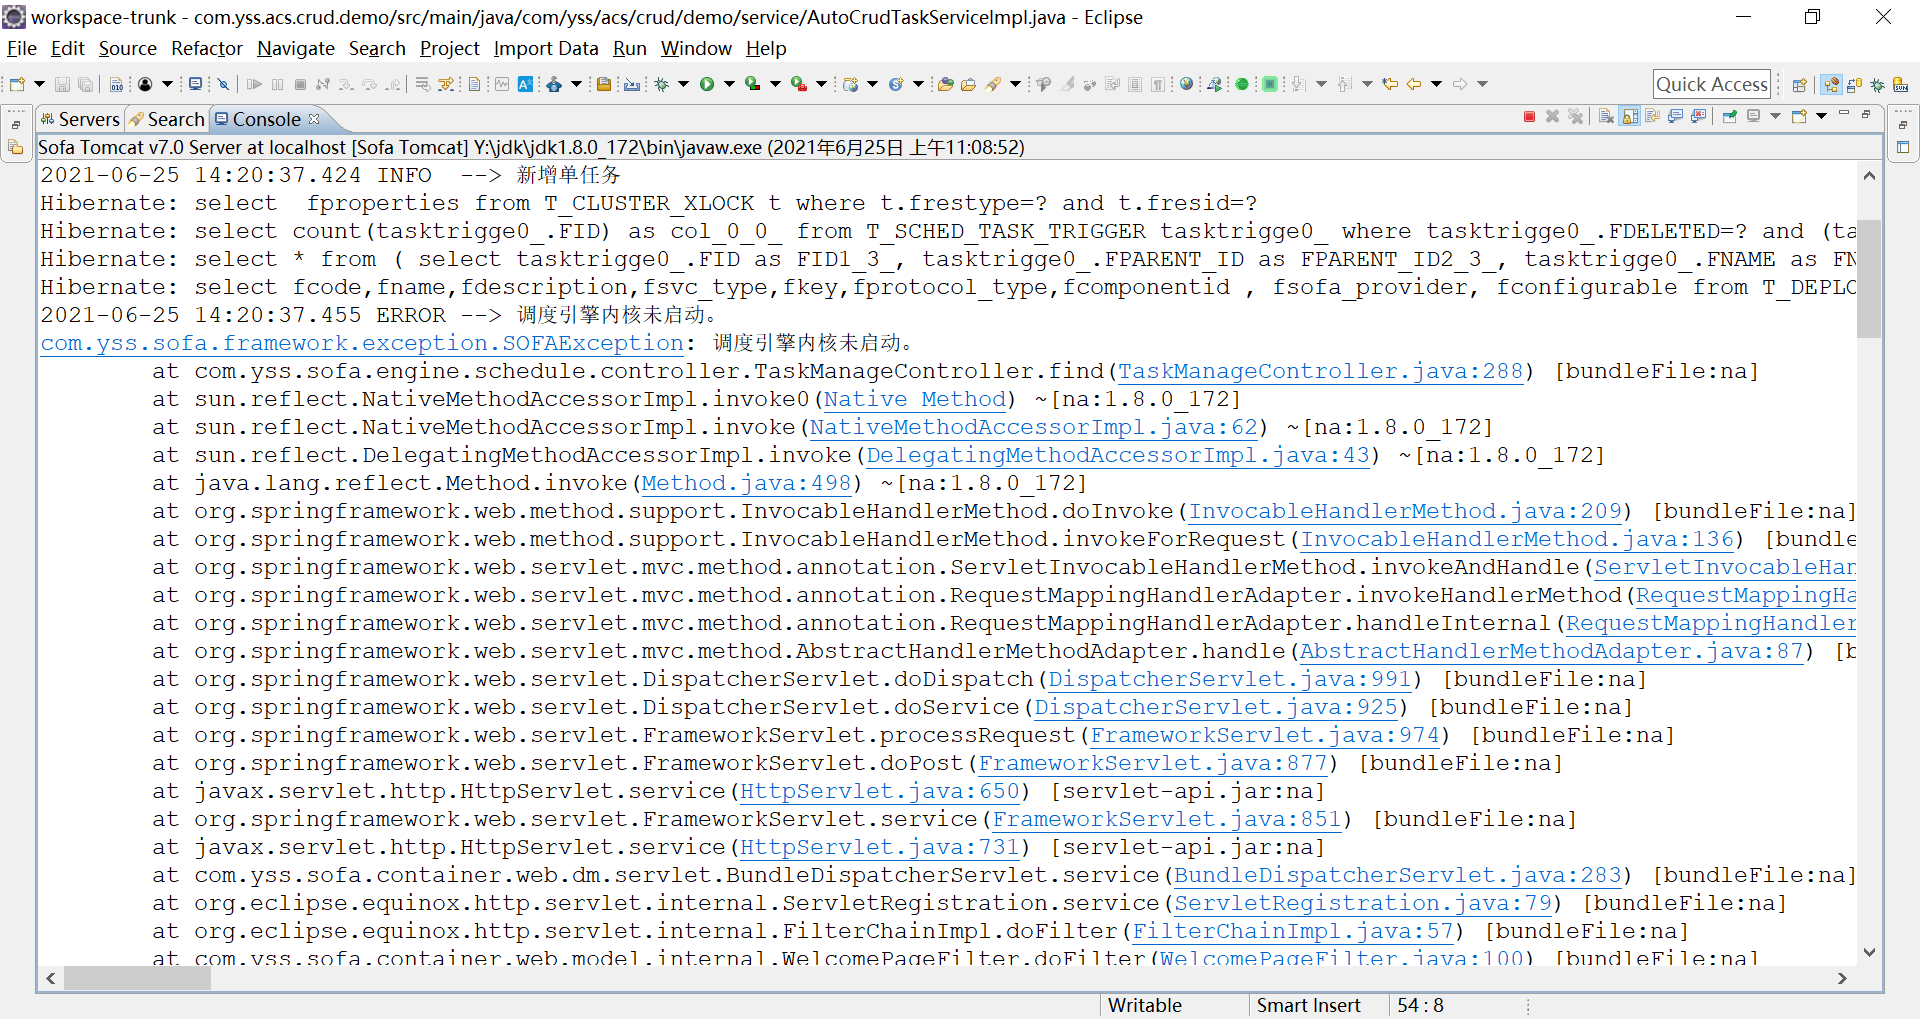 workspace-trunk - com.yss.acs.crud.demo/src/main/java/com/yss/acs/crud/demo/service/AutoCrudTaskServiceImpl.java - Eclipse
File Edit Source Refactor Navigate Search Project Import Data Run Window Help
Quick Access
Servers Search Console
Sofa Tomcat v7.0 Server at localhost [Sofa Tomcat] Y:\jdk\jdk1.8.0_172\bin\javaw.exe (2021年6月25日 上午11:08:52)
2021-06-25 14:20:37.424 INFO --> 新增单任务
Hibernate: select fproperties from T_CLUSTER_XLOCK t where t.frestype=? and t.fresid=?
Hibernate: select count(tasktrigge0_.FID) as col_0_0_ from T_SCHED_TASK_TRIGGER tasktrigge0_ where tasktrigge0_.FDELETED=? and (ta
Hibernate: select * from ( select tasktrigge0_.FID as FID1_3_, tasktrigge0_.FPARENT_ID as FPARENT_ID2_3_, tasktrigge0_.FNAME as FN
Hibernate: select fcode,fname,fdescription,fsvc_type,fkey,fprotocol_type,fcomponentid , fsofa_provider, fconfigurable from T_DEPLO
2021-06-25 14:20:37.455 ERROR --> 调度引擎内核未启动。
com.yss.sofa.framework.exception.SOFAException: 调度引擎内核未启动。
at com.yss.sofa.engine.schedule.controller.TaskManageController.find(TaskManageController.java:288) [bundleFile:na]
at sun.reflect.NativeMethodAccessorImpl.invoke0(Native Method) ~[na:1.8.0_172]
at sun.reflect.NativeMethodAccessorImpl.invoke(NativeMethodAccessorImpl.java:62) ~[na:1.8.0_172]
at sun.reflect.DelegatingMethodAccessorImpl.invoke(DelegatingMethodAccessorImpl.java:43) ~[na:1.8.0_172]
at java.lang.reflect.Method.invoke(Method.java:498) ~[na:1.8.0_172]
at org.springframework.web.method.support.InvocableHandlerMethod.doInvoke(InvocableHandlerMethod.java:209) [bundleFile:na]
at org.springframework.web.method.support.InvocableHandlerMethod.invokeForRequest(InvocableHandlerMethod.java:136) [bundle
at org.springframework.web.servlet.mvc.method.annotation.ServletInvocableHandlerMethod.invokeAndHandle(ServletInvocableHan
at org.springframework.web.servlet.mvc.method.annotation.RequestMappingHandlerAdapter.invokeHandlerMethod(RequestMappingHa
at org.springframework.web.servlet.mvc.method.annotation.RequestMappingHandlerAdapter.handleInternal(RequestMappingHandler
at org.springframework.web.servlet.mvc.method.AbstractHandlerMethodAdapter.handle(AbstractHandlerMethodAdapter.java:87) [b
at org.springframework.web.servlet.DispatcherServlet.doDispatch(DispatcherServlet.java:991) [bundleFile:na]
at org.springframework.web.servlet.DispatcherServlet.doService(DispatcherServlet.java:925) [bundleFile:na]
at org.springframework.web.servlet.FrameworkServlet.processRequest(FrameworkServlet.java:974) [bundleFile:na]
at org.springframework.web.servlet.FrameworkServlet.doPost(FrameworkServlet.java:877) [bundleFile:na]
at javax.servlet.http.HttpServlet.service(HttpServlet.java:650) [servlet-api.jar:na]
at org.springframework.web.servlet.FrameworkServlet.service(FrameworkServlet.java:851) [bundleFile:na]
at javax.servlet.http.HttpServlet.service(HttpServlet.java:731) [servlet-api.jar:na]
at com.yss.sofa.container.web.dm.servlet.BundleDispatcherServlet.service(BundleDispatcherServlet.java:283) [bundleFile:na]
at org.eclipse.equinox.http.servlet.internal.ServletRegistration.service(ServletRegistration.java:79) [bundleFile:na]
at org.eclipse.equinox.http.servlet.internal.FilterChainImpl.doFilter(FilterChainImpl.java:57) [bundleFile:na]
at com.yss.sofa.container.web.model.internal.WelcomePageFilter.doFilter(WelcomePageFilter.java:100) [bundleFile:na]
Writable Smart Insert 54 : 8